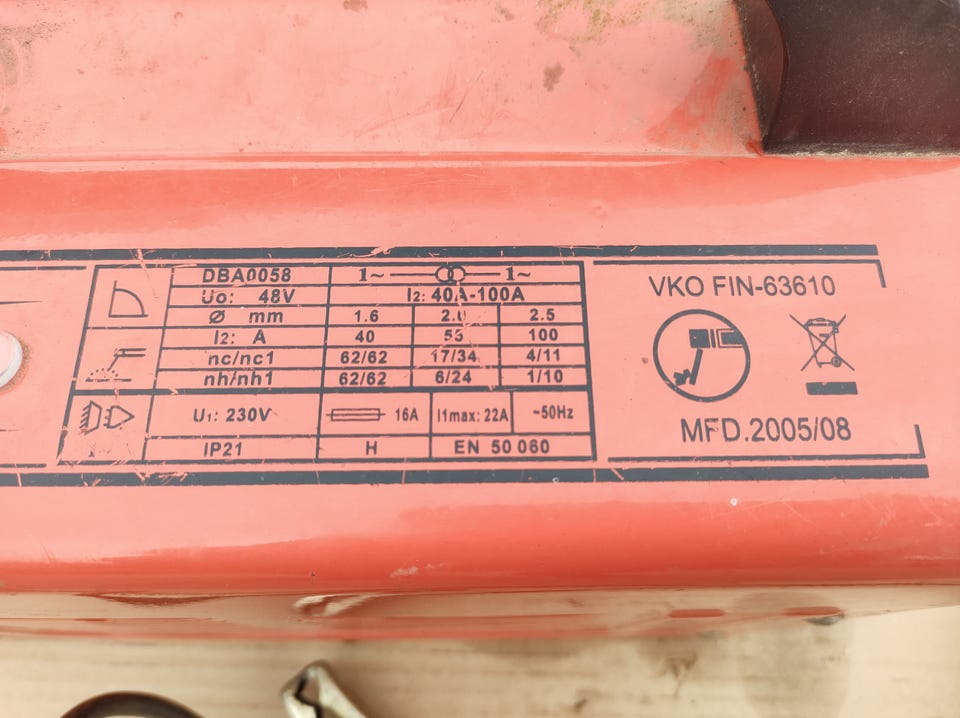 DBA0058 1~ 1~
U₀: 48V I₂: 40A-100A
Ø mm 1.6 2.0 2.5
I₂: A 40 55 100
nc/nc1 62/62 17/34 4/11
nh/nh1 62/62 6/24 1/10
U₁: 230V 16A I1max: 22A ~50Hz
IP21 H EN 50 060
VKO FIN-63610
MFD.2005/08